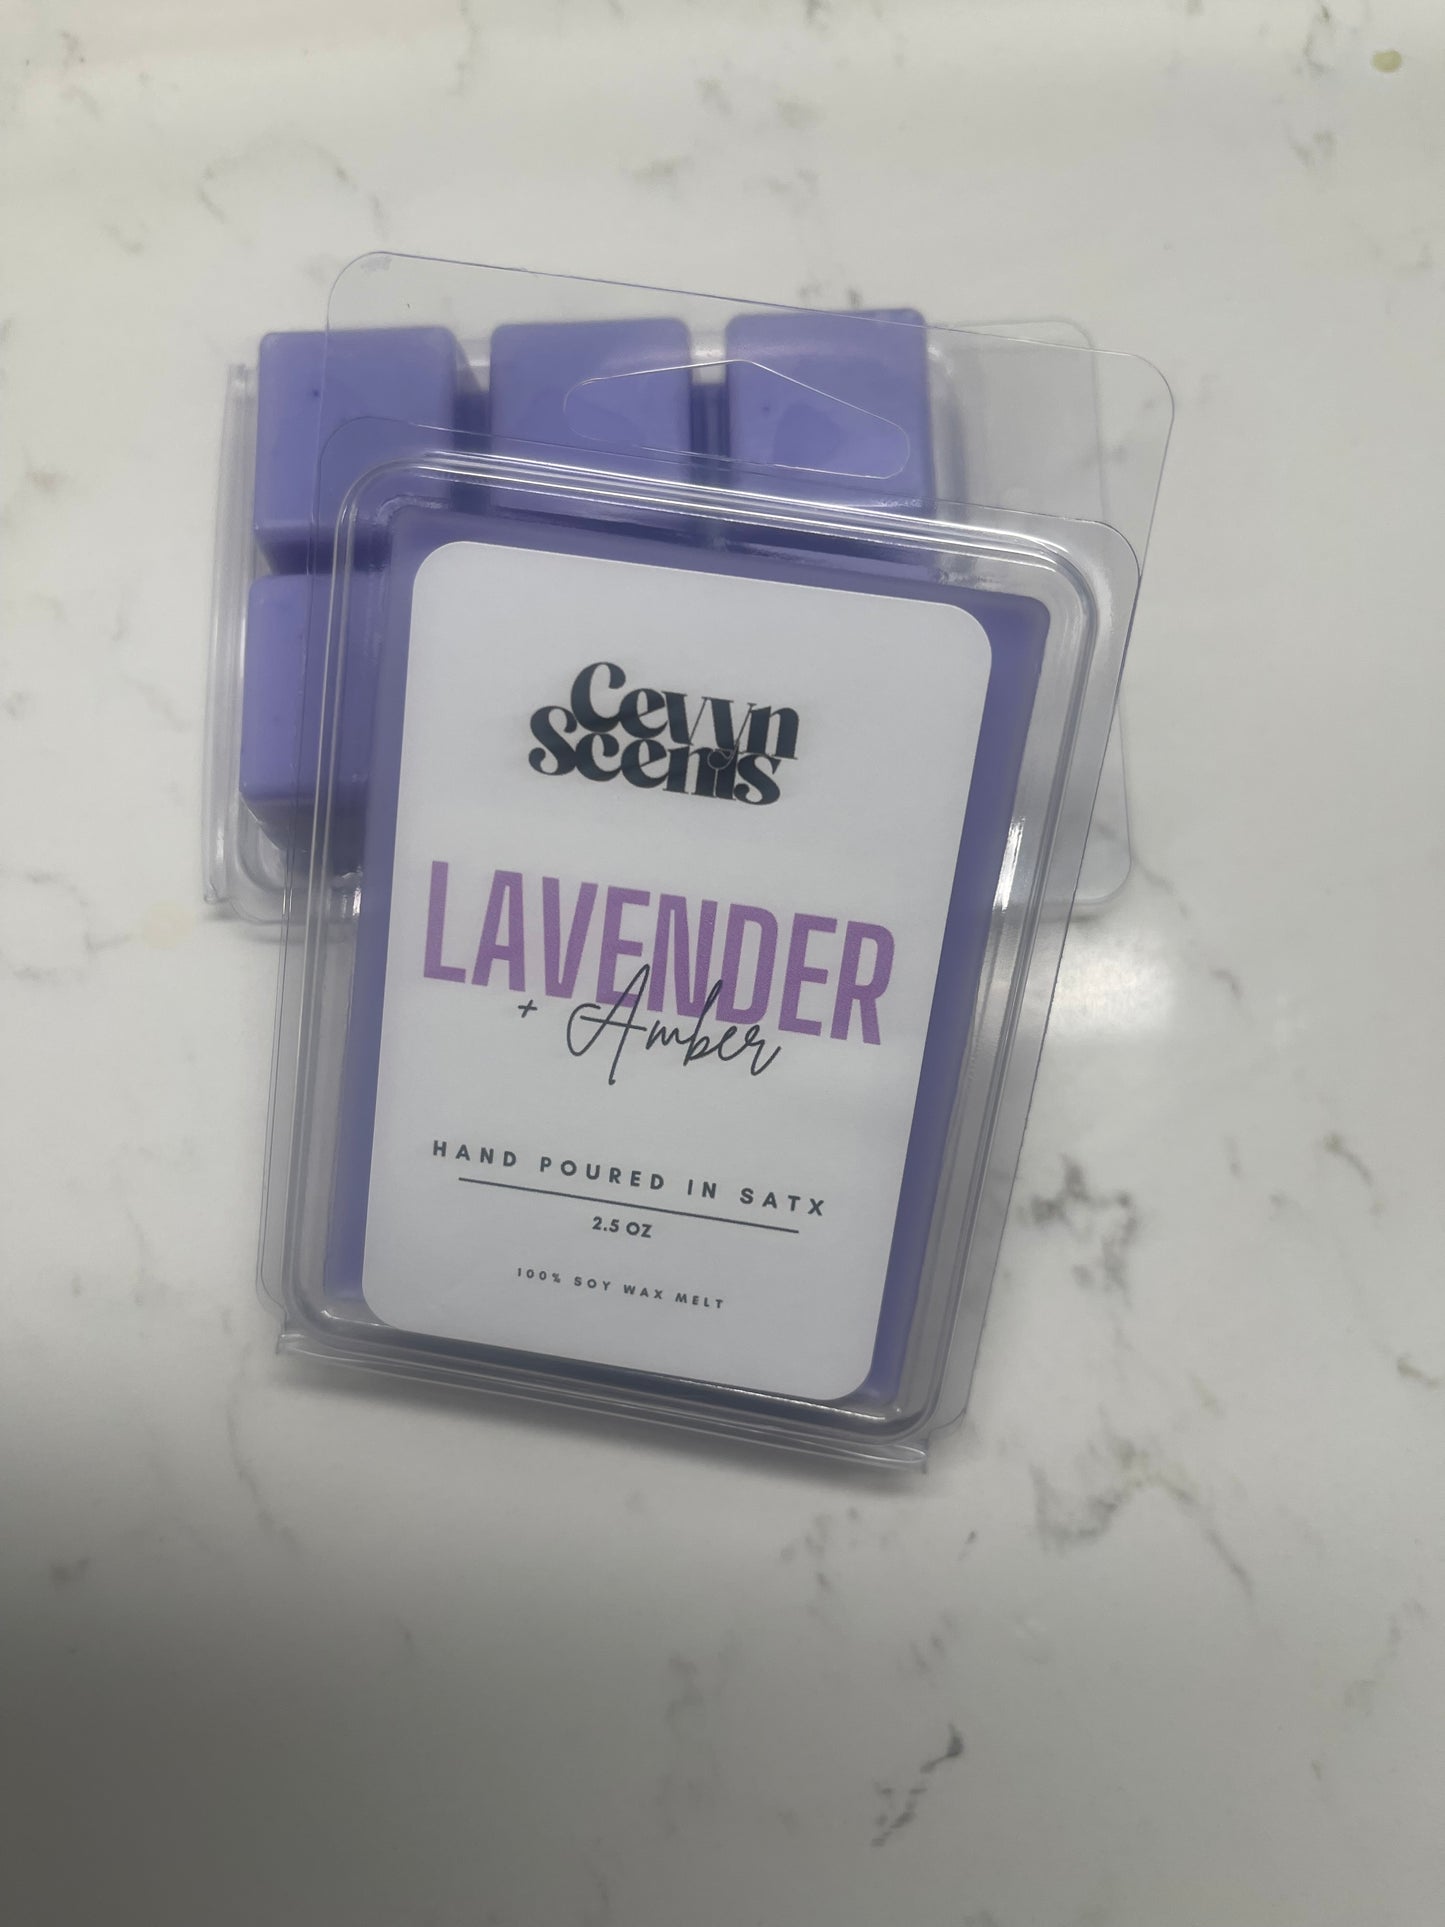 Cevyn
Scents
LAVENDER
+ Amber
HAND POURED IN SATX
2.5 OZ
100% SOY WAX MELT